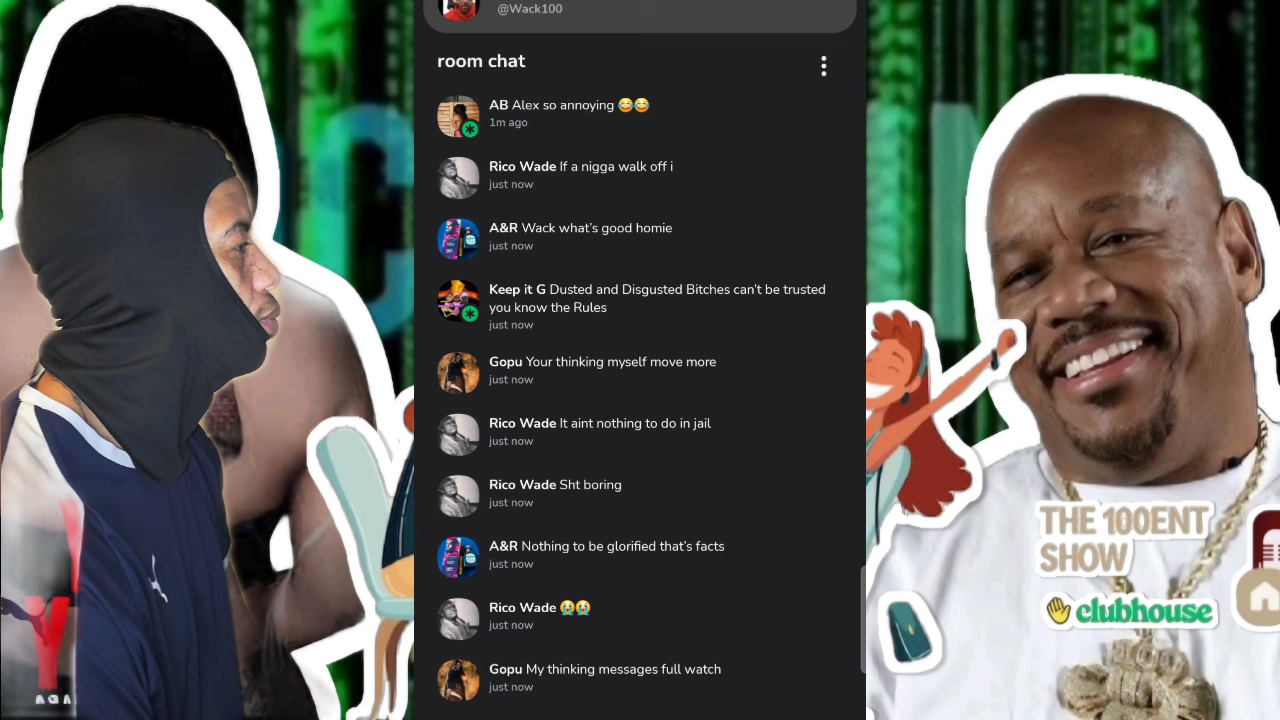 @Wack100
room chat
AB Alex so annoying 😂😂
1m ago
Rico Wade If a nigga walk off i
just now
A&R Wack what's good homie
just now
Keep it G Dusted and Disgusted Bitches can't be trusted
you know the Rules
just now
Gopu Your thinking myself move more
just now
Rico Wade It aint nothing to do in jail
just now
Rico Wade Sht boring
just now
A&R Nothing to be glorified that's facts
just now
Rico Wade 😭😭
just now
Gopu My thinking messages full watch
just now
THE 100ENT
SHOW
clubhouse